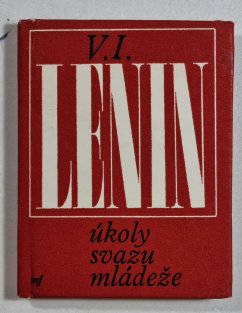 V.I.
LENIN
úkoly
svazu
mládeže
mf